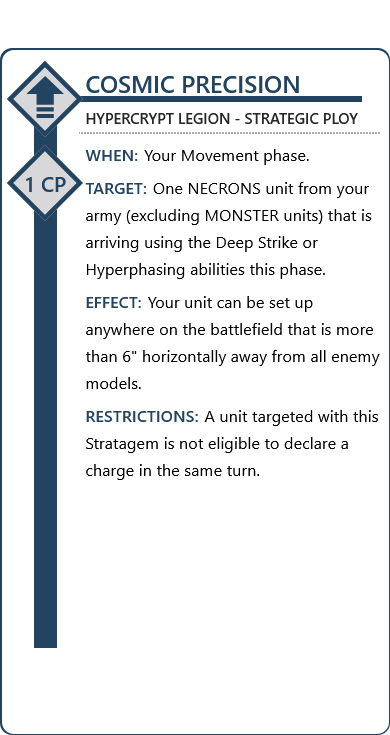 COSMIC PRECISION
HYPERCRYPT LEGION - STRATEGIC PLOY
WHEN: Your Movement phase.
1 CP
TARGET: One NECRONS unit from your
army (excluding MONSTER units) that is
arriving using the Deep Strike or
Hyperphasing abilities this phase.
EFFECT: Your unit can be set up
anywhere on the battlefield that is more
than 6" horizontally away from all enemy
models.
RESTRICTIONS: A unit targeted with this
Stratagem is not eligible to declare a
charge in the same turn.